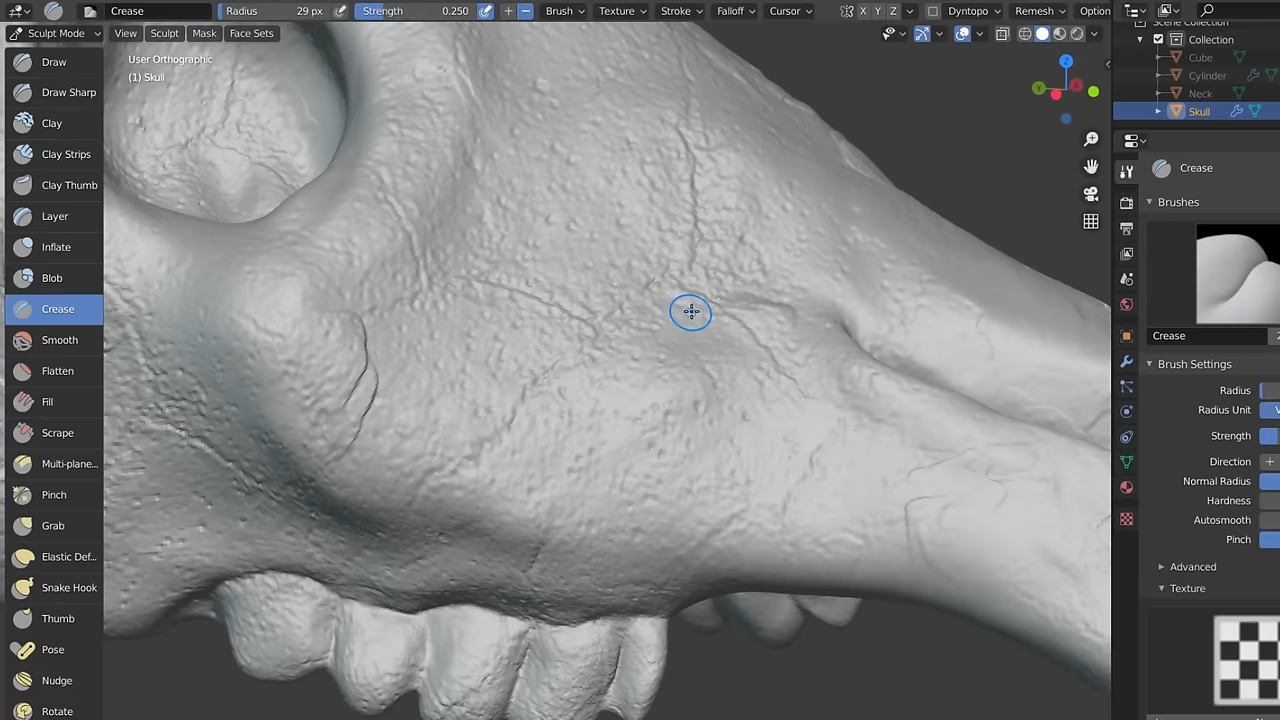 Crease
Radius 29 px
Strength 0.250
Brush
Texture
Stroke
Falloff
Cursor
X Y Z
Dyntopo
Remesh
Option
Sculpt Mode
View
Sculpt
Mask
Face Sets
User Orthographic
(1) Skull
Draw
Draw Sharp
Clay
Clay Strips
Clay Thumb
Layer
Inflate
Blob
Crease
Smooth
Flatten
Fill
Scrape
Multi-plane...
Pinch
Grab
Elastic Def...
Snake Hook
Thumb
Pose
Nudge
Rotate
Z
Y
X
Scene Collection
Collection
Cube
Cylinder
Neck
Skull
Crease
Brushes
Crease
Brush Settings
Radius
Radius Unit
Strength
Direction
Normal Radius
Hardness
Autosmooth
Pinch
Advanced
Texture